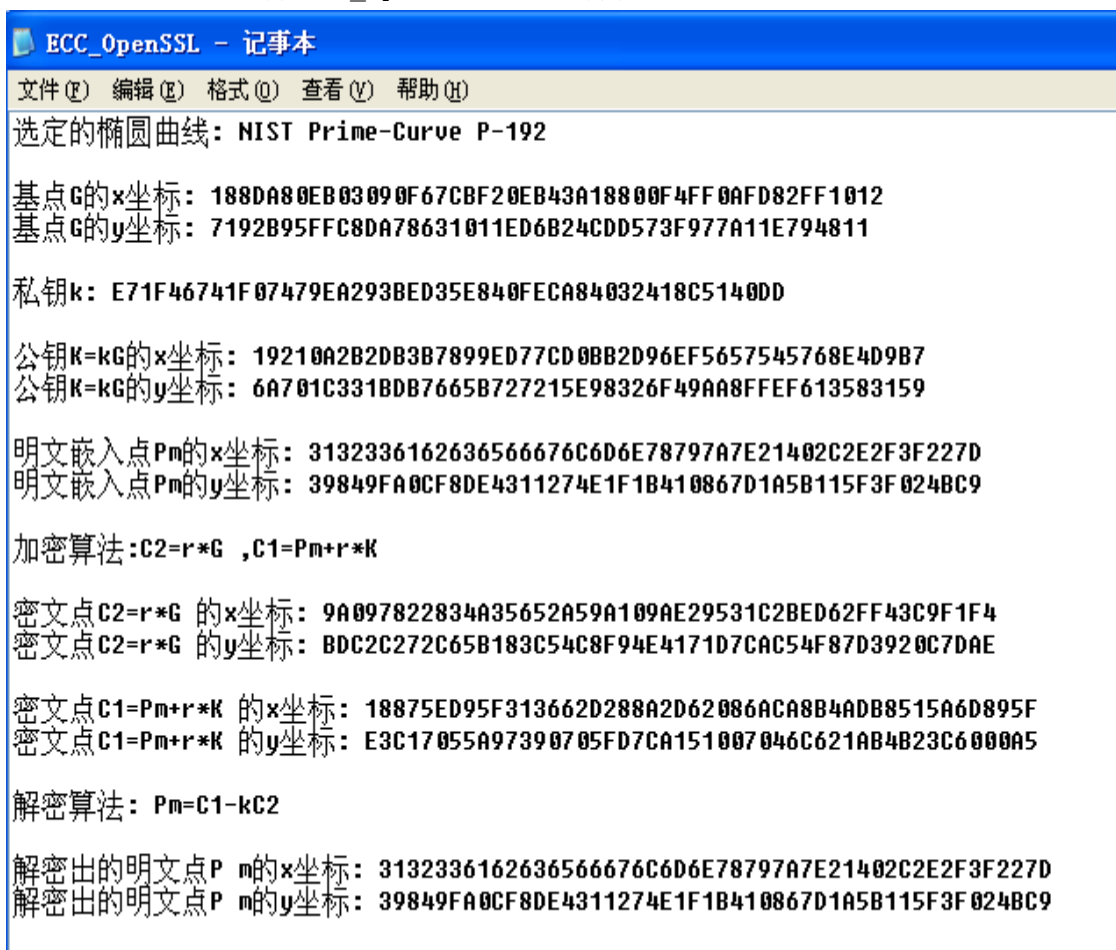 ECC_OpenSSL - 记事本
文件(F) 编辑(E) 格式(O) 查看(V) 帮助(H)
选定的椭圆曲线: NIST Prime-Curve P-192
基点G的x坐标: 188DA80EB03090F67CBF20EB43A18800F4FF0AFD82FF1012
基点G的y坐标: 7192B95FFC8DA78631011ED6B24CDD573F977A11E794811
私钥k: E71F46741F07479EA293BED35E840FECA84032418C5140DD
公钥K=kG的x坐标: 19210A2B2DB3B7899ED77CD0BB2D96EF5657545768E4D9B7
公钥K=kG的y坐标: 6A701C331BDB7665B727215E98326F49AA8FFEF613583159
明文嵌入点Pm的x坐标: 31323361626365666​76C6D6E78797A7E21402C2E2F3F227D
明文嵌入点Pm的y坐标: 39849FA0CF8DE4311274E1F1B410867D1A5B115F3F024BC9
加密算法:C2=r*G ,C1=Pm+r*K
密文点C2=r*G 的x坐标: 9A097822834A35652A59A109AE29531C2BED62FF43C9F1F4
密文点C2=r*G 的y坐标: BDC2C272C65B183C54C8F94E4171D7CAC54F87D3920C7DAE
密文点C1=Pm+r*K 的x坐标: 18875ED95F313662D288A2D62086ACA8B4ADB8515A6D895F
密文点C1=Pm+r*K 的y坐标: E3C17055A97390705FD7CA151007046C621AB4B23C6000A5
解密算法: Pm=C1-kC2
解密出的明文点P m的x坐标: 3132336162636566676C6D6E78797A7E21402C2E2F3F227D
解密出的明文点P m的y坐标: 39849FA0CF8DE4311274E1F1B410867D1A5B115F3F024BC9